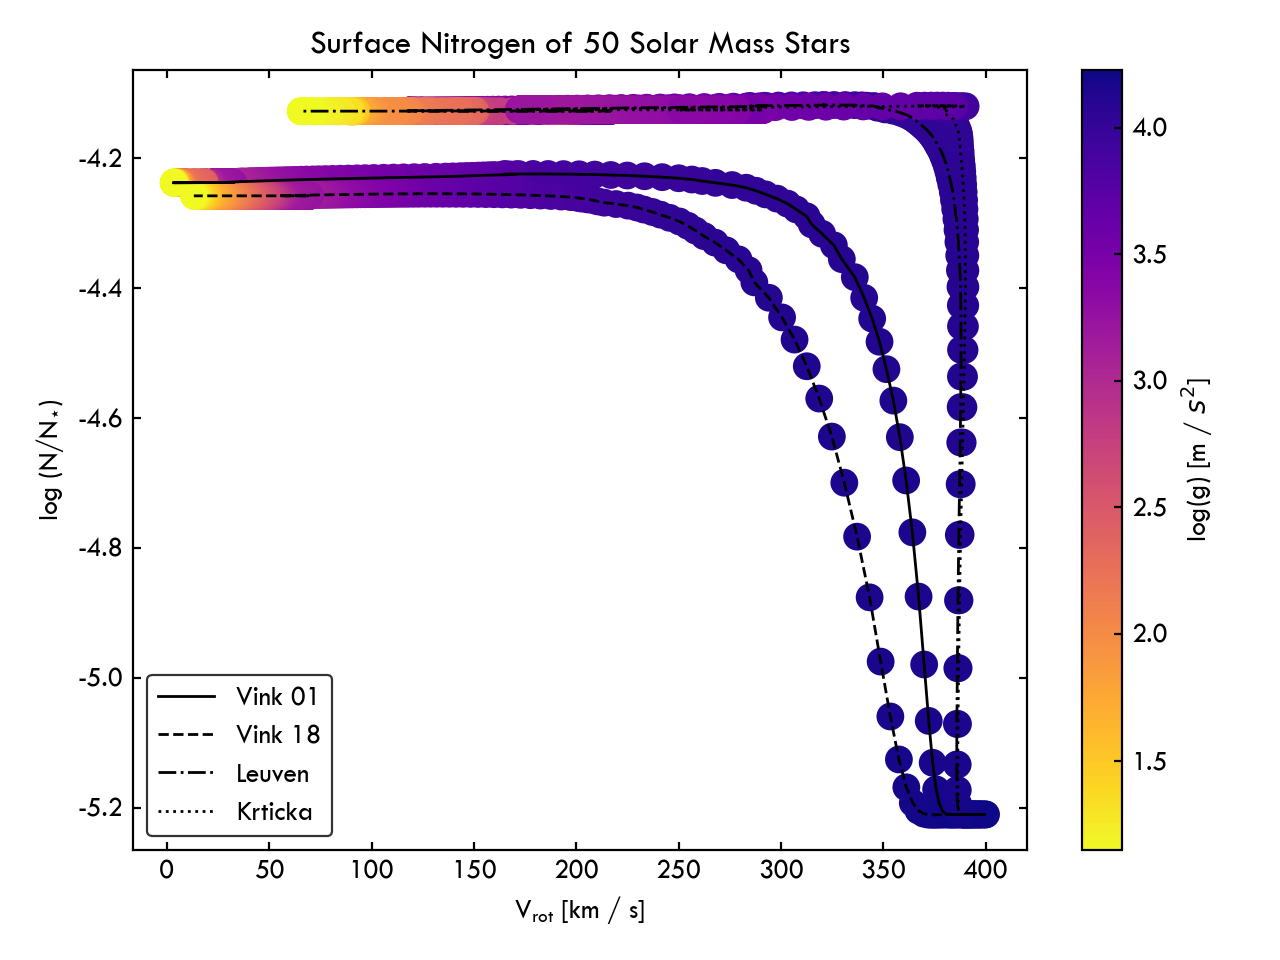 Surface Nitrogen of 50 Solar Mass Stars
-4.2
-4.4
-4.6
-4.8
-5.0
-5.2
log (N/N⋆)
Vink 01
Vink 18
Leuven
Krticka
0 50 100 150 200 250 300 350 400
V_rot [km / s]
4.0
3.5
3.0
2.5
2.0
1.5
log(g) [m / s²]